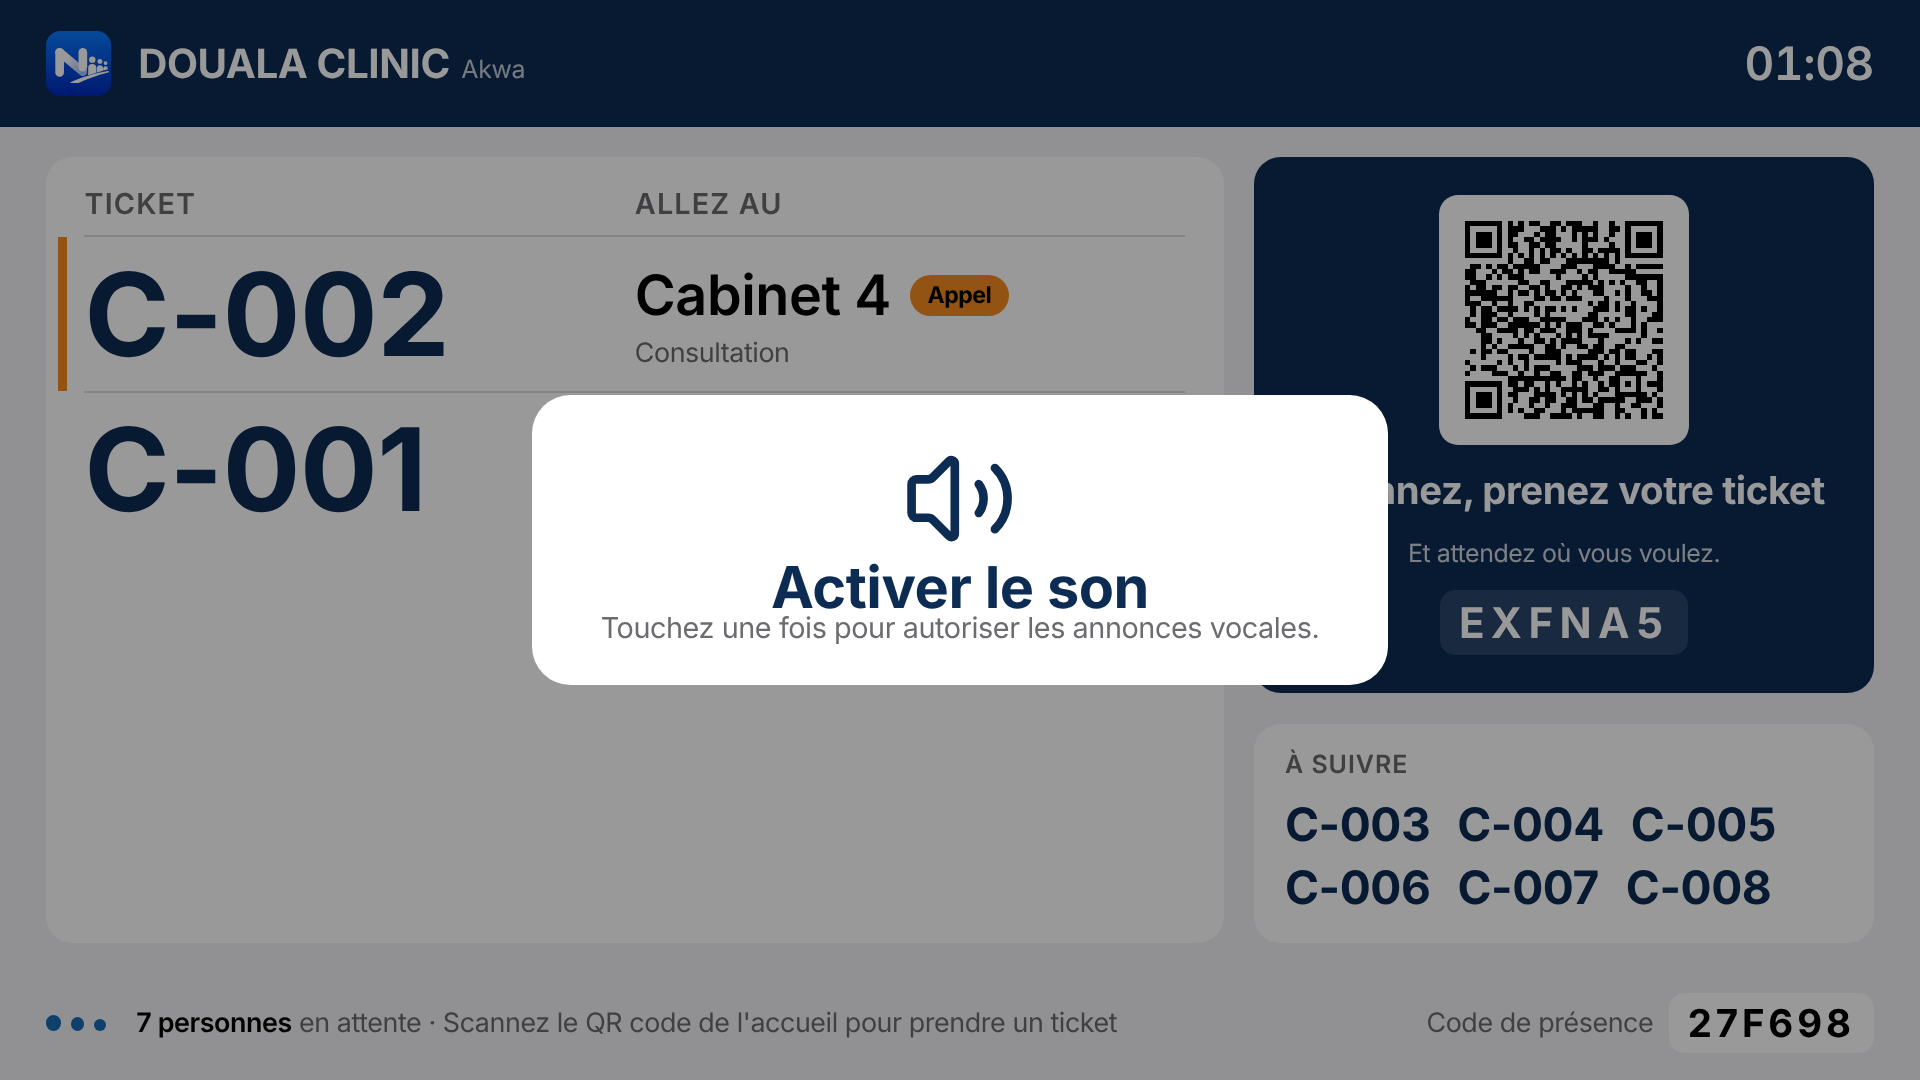 DOUALA CLINIC Akwa
01:08
TICKET
ALLEZ AU
C-002
Cabinet 4
Appel
Consultation
C-001
Activer le son
Touchez une fois pour autoriser les annonces vocales.
prenez votre ticket
Et attendez où vous voulez.
EXFNA5
À SUIVRE
C-003 C-004 C-005
C-006 C-007 C-008
7 personnes en attente · Scannez le QR code de l'accueil pour prendre un ticket
Code de présence 27F698